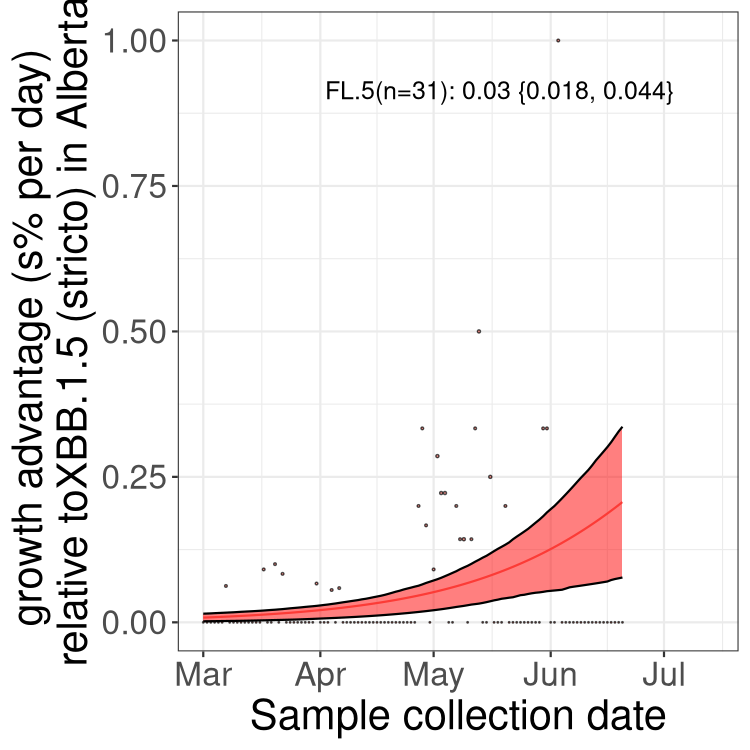 growth advantage (s% per day)
relative toXBB.1.5 (stricto) in Alberta
1.00
0.75
0.50
0.25
0.00
FL.5(n=31): 0.03 {0.018, 0.044}
Mar Apr May Jun Jul
Sample collection date